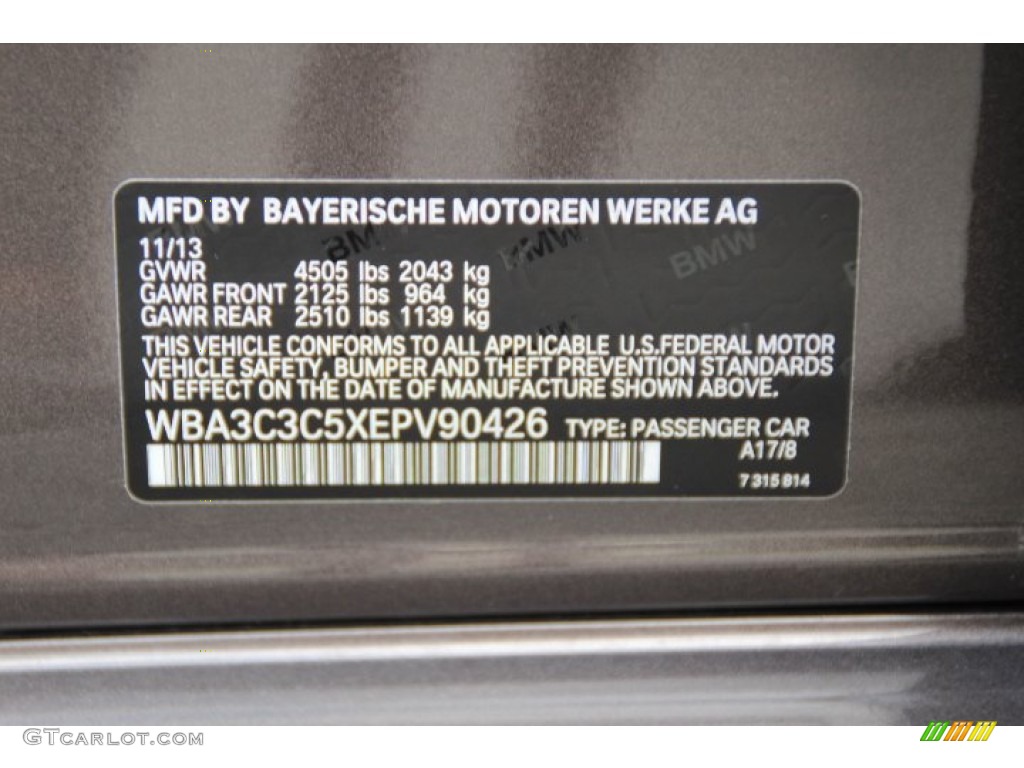 MFD BY BAYERISCHE MOTOREN WERKE AG
11/13
GVWR 4505 lbs 2043 kg
GAWR FRONT 2125 lbs 964 kg
GAWR REAR 2510 lbs 1139 kg
THIS VEHICLE CONFORMS TO ALL APPLICABLE U.S.FEDERAL MOTOR
VEHICLE SAFETY, BUMPER AND THEFT PREVENTION STANDARDS
IN EFFECT ON THE DATE OF MANUFACTURE SHOWN ABOVE.
WBA3C3C5XEPV90426 TYPE: PASSENGER CAR
A17/8
7 315 814
BMW BMW BMW
GTCARLOT.COM